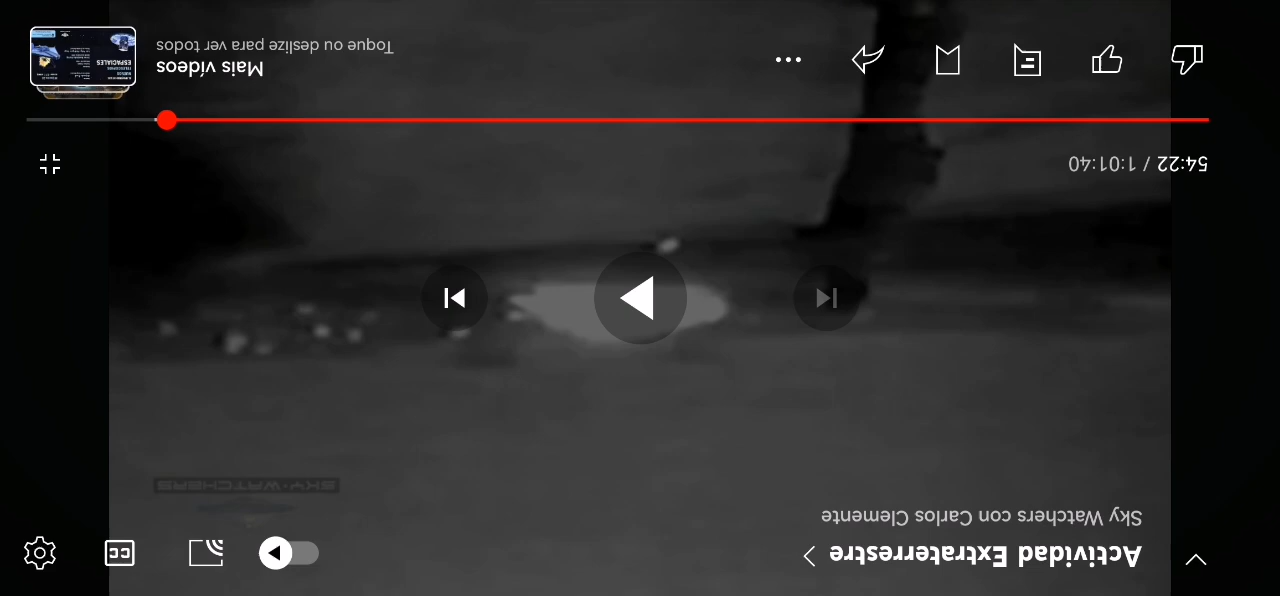 Actividad Extraterrestre
Sky Watchers con Carlos Clemente
SKY-WATCHERS
54:22 / 1:01:40
Mais vídeos
Toque ou deslize para ver todos
ESPACIALES